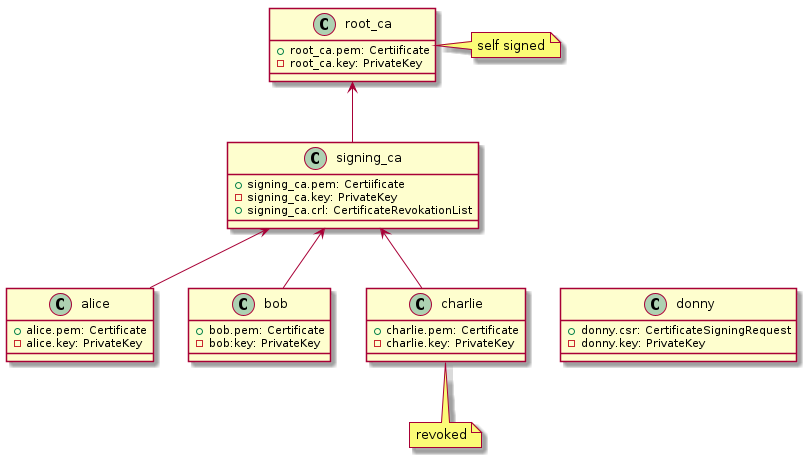 C root_ca
root_ca.pem: Certiificate
root_ca.key: PrivateKey
self signed
C signing_ca
signing_ca.pem: Certiificate
signing_ca.key: PrivateKey
signing_ca.crl: CertificateRevokationList
C alice
alice.pem: Certificate
alice.key: PrivateKey
C bob
bob.pem: Certificate
bob:key: PrivateKey
C charlie
charlie.pem: Certificate
charlie.key: PrivateKey
C donny
donny.csr: CertificateSigningRequest
donny.key: PrivateKey
revoked